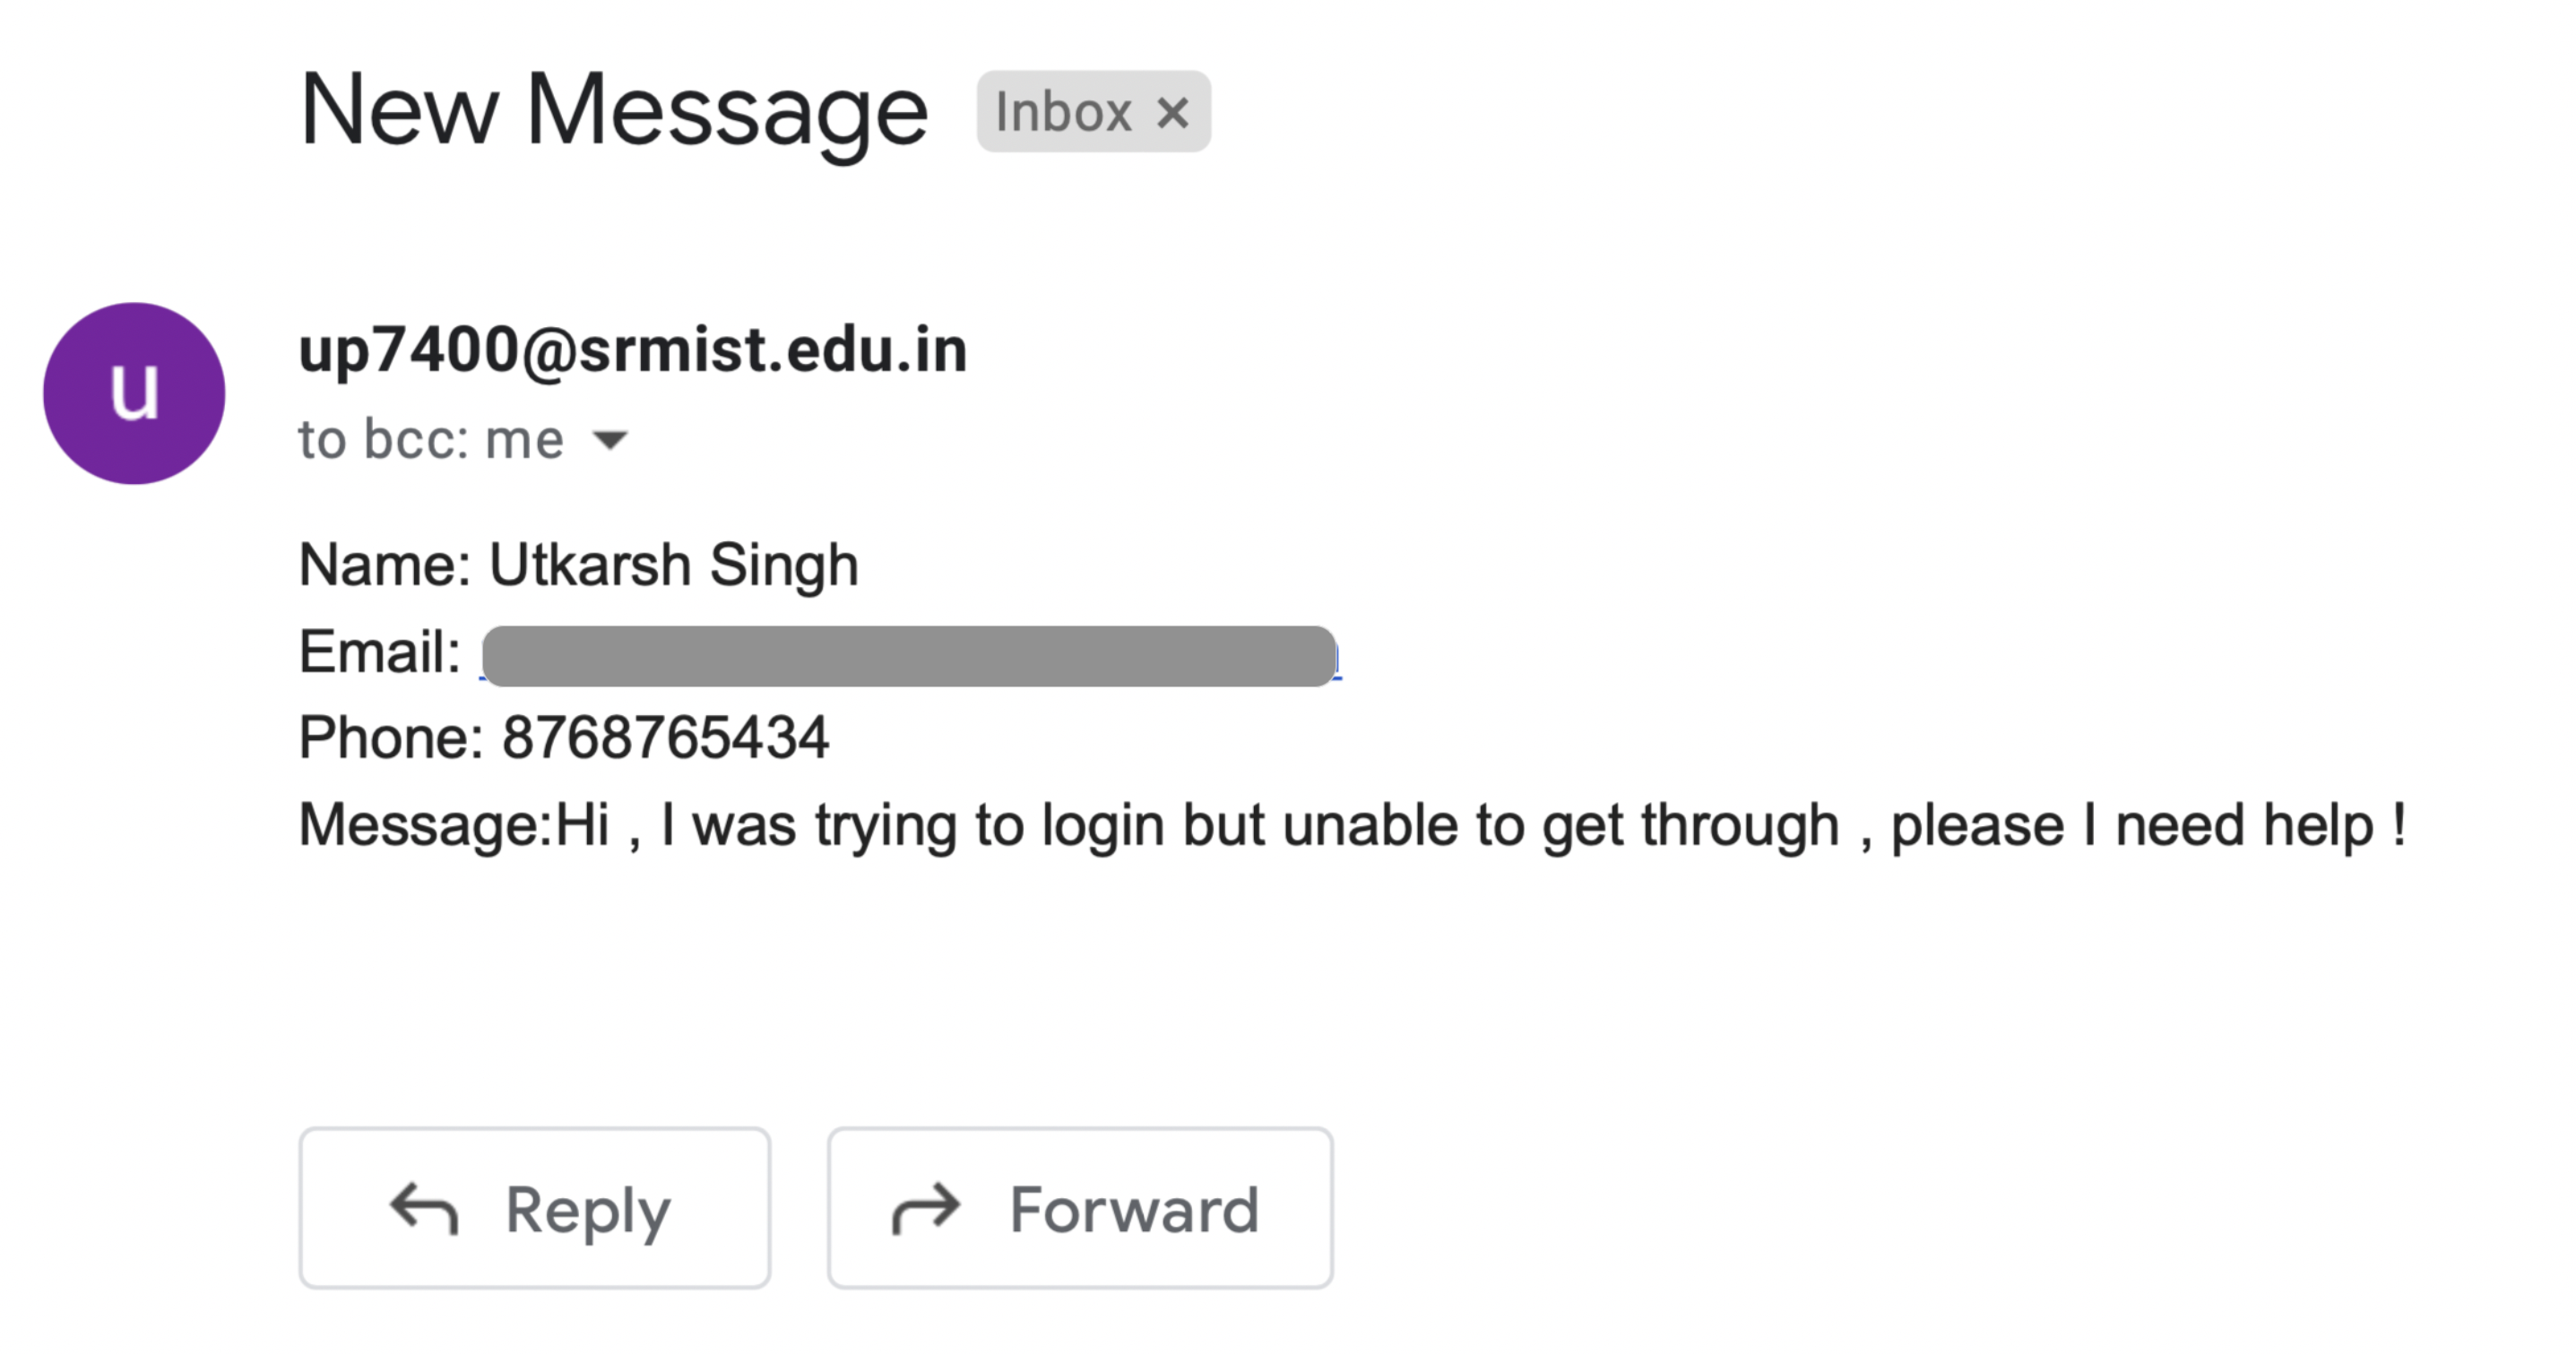 New Message Inbox ×
u
up7400@srmist.edu.in
to bcc: me
Name: Utkarsh Singh
Email:
Phone: 8768765434
Message:Hi , I was trying to login but unable to get through , please I need help !
Reply Forward